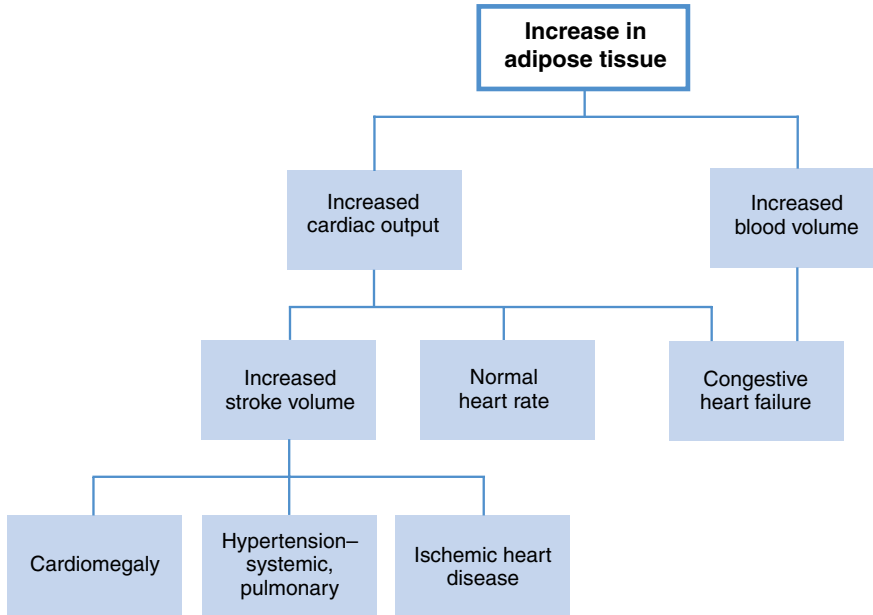 Increase in
adipose tissue
Increased
cardiac output
Increased
blood volume
Increased
stroke volume
Normal
heart rate
Congestive
heart failure
Cardiomegaly
Hypertension–
systemic,
pulmonary
Ischemic heart
disease